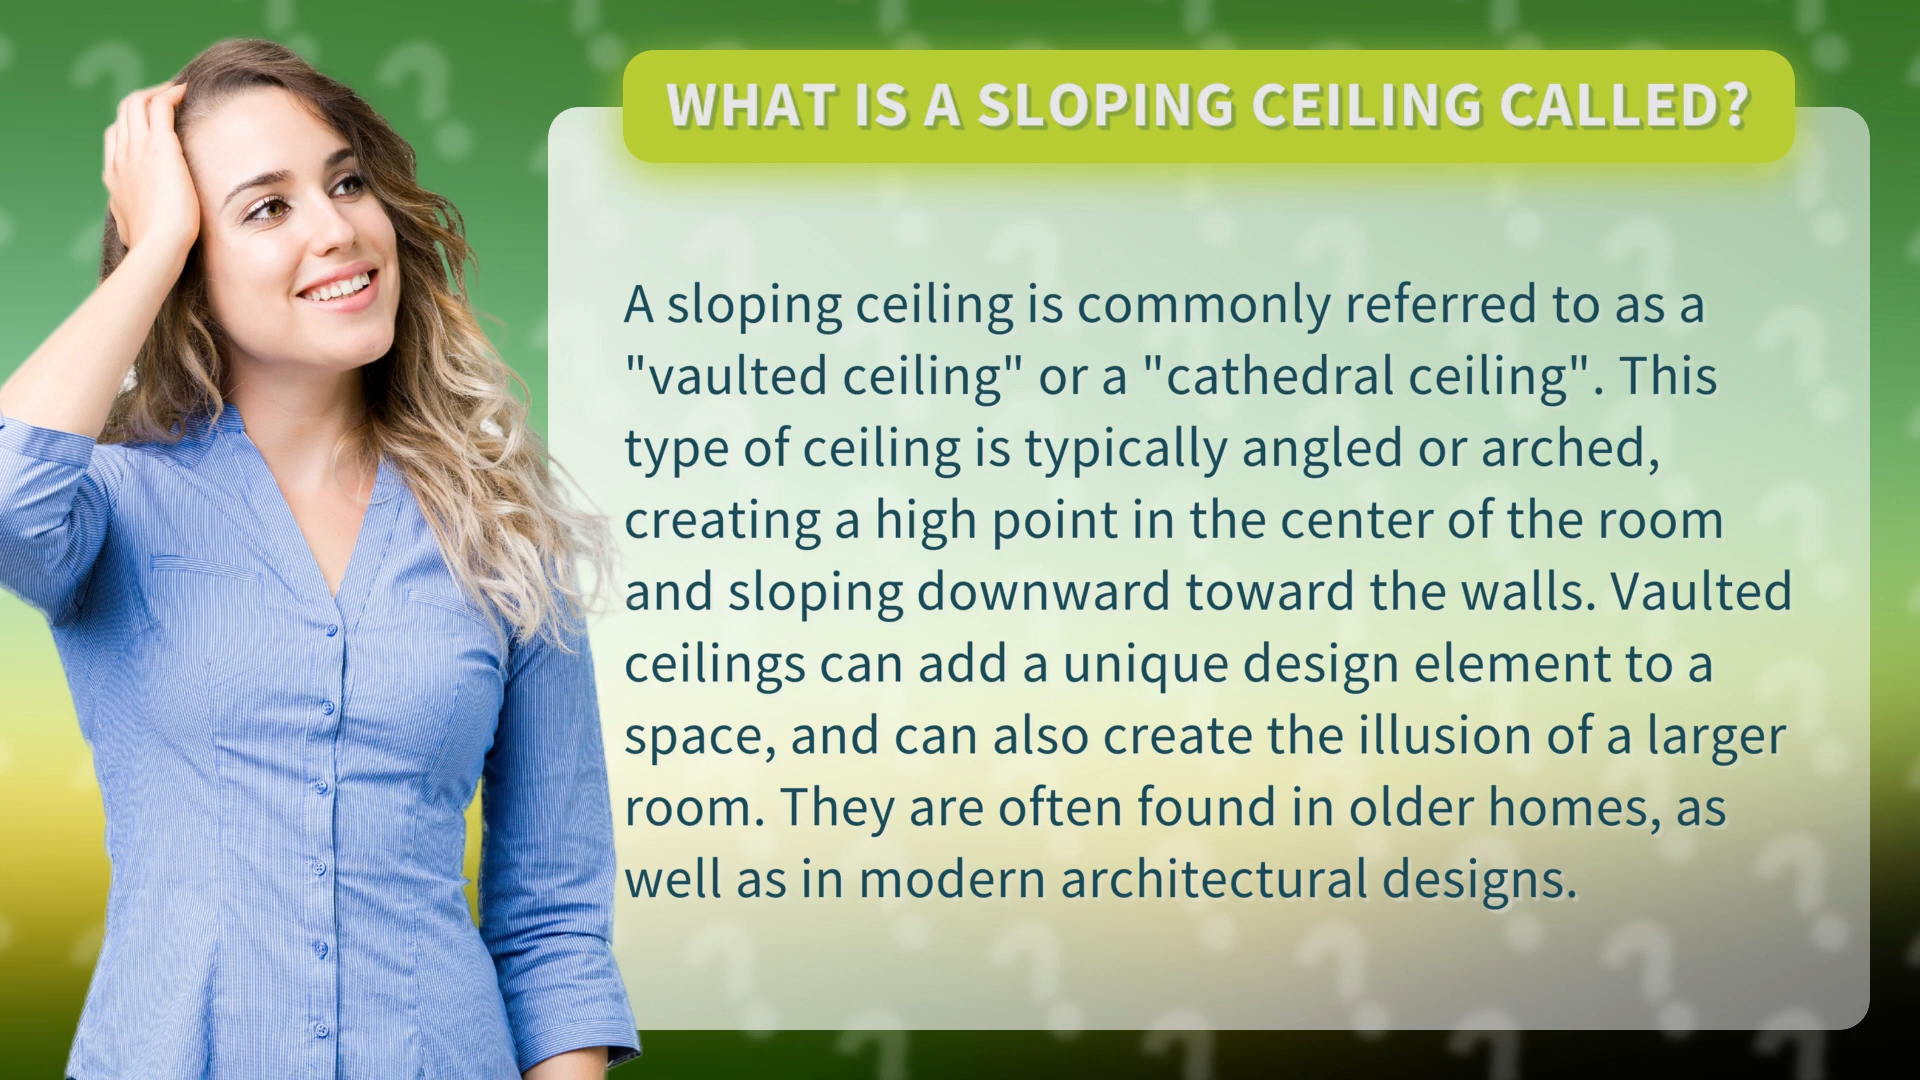 WHAT IS A SLOPING CEILING CALLED?
A sloping ceiling is commonly referred to as a
"vaulted ceiling" or a "cathedral ceiling". This
type of ceiling is typically angled or arched,
creating a high point in the center of the room
and sloping downward toward the walls. Vaulted
ceilings can add a unique design element to a
space, and can also create the illusion of a larger
room. They are often found in older homes, as
well as in modern architectural designs.